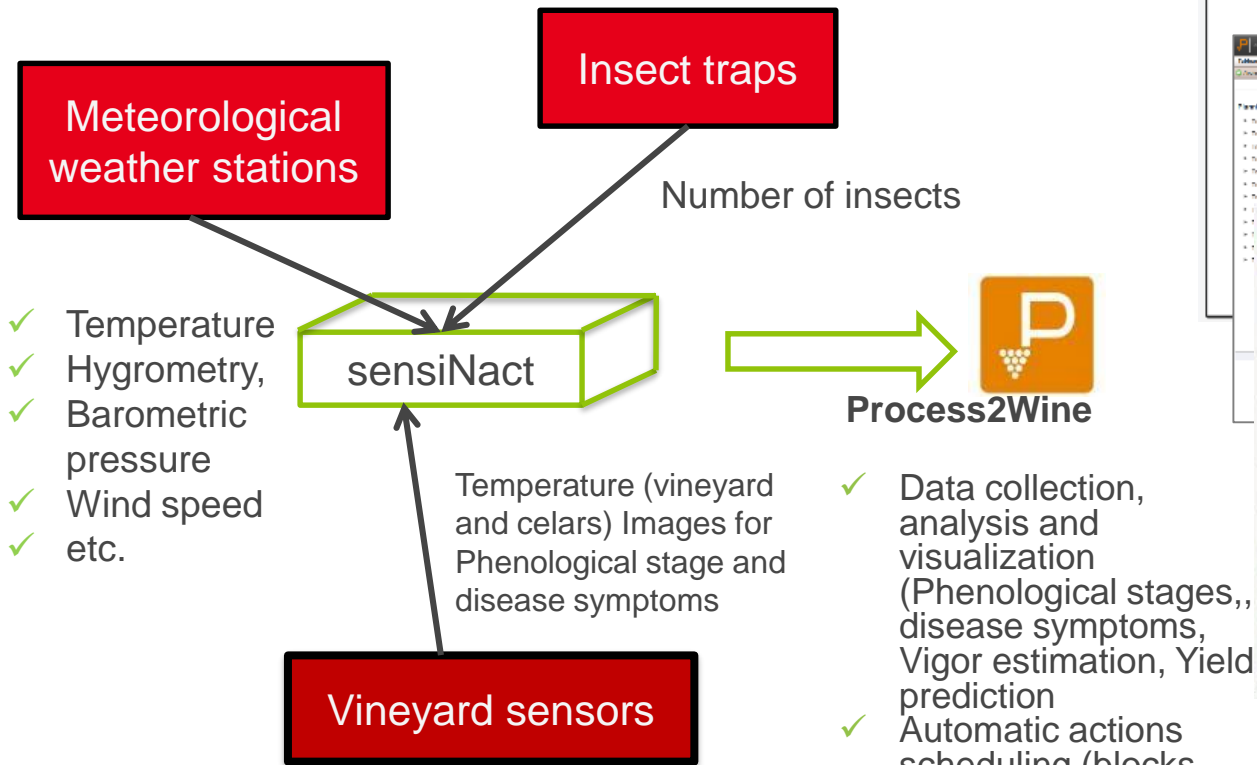 Insect traps
Meteorological
weather stations
Number of insects
✓ Temperature
✓ Hygrometry,
✓ Barometric
pressure
✓ Wind speed
✓ etc.
sensiNact
P
Process2Wine
Temperature (vineyard
and celars) Images for
Phenological stage and
disease symptoms
Vineyard sensors
✓ Data collection,
analysis and
visualization
(Phenological stages,,
disease symptoms,
Vigor estimation, Yield
prediction
✓ Automatic actions
scheduling (blocks